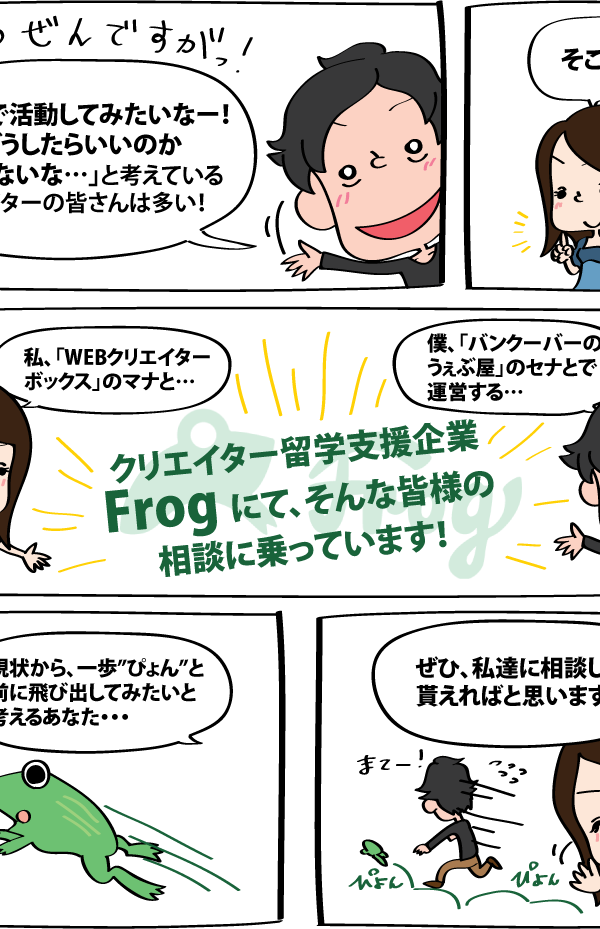 ぜんですがっ!
で活動してみたいなー!
うしたらいいのか
ないな…」と考えている
ターの皆さんは多い!
そこ
私、「WEBクリエイター
ボックス」のマナと…
僕、「バンクーバーの
うぇぶ屋」のセナとで
運営する…
クリエイター留学支援企業
Frog にて、そんな皆様の
相談に乗っています!
Frog
現状から、一歩”ぴょん”と
前に飛び出してみたいと
考えるあなた・・・
ぜひ、私達に相談し
貰えればと思います
まてー!
ぴょん
ぴょん